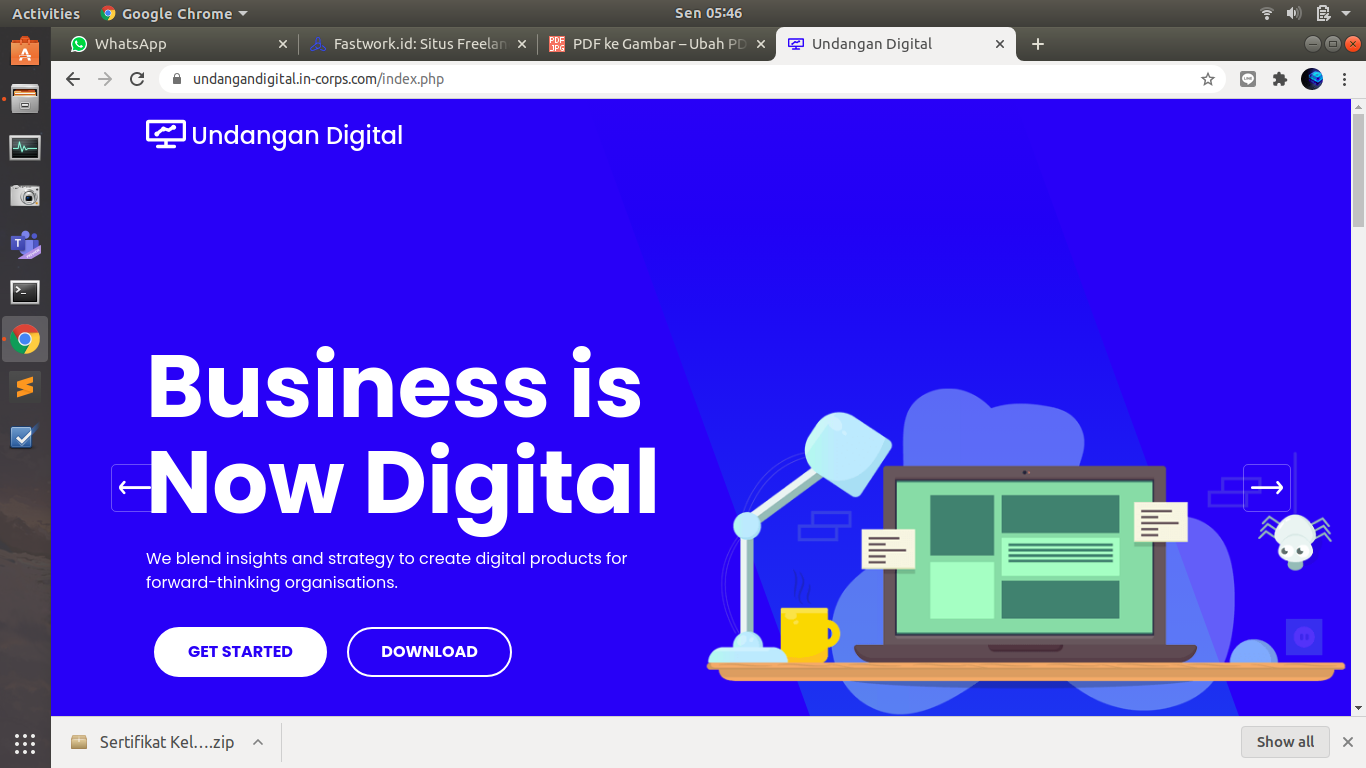 Activities
Google Chrome
Sen 05:46
WhatsApp
Fastwork.id: Situs Freelan
PDF ke Gambar – Ubah PD
Undangan Digital
undangandigital.in-corps.com/index.php
Undangan Digital
Business is
Now Digital
We blend insights and strategy to create digital products for
forward-thinking organisations.
GET STARTED
DOWNLOAD
Sertifikat Kel....zip
Show all